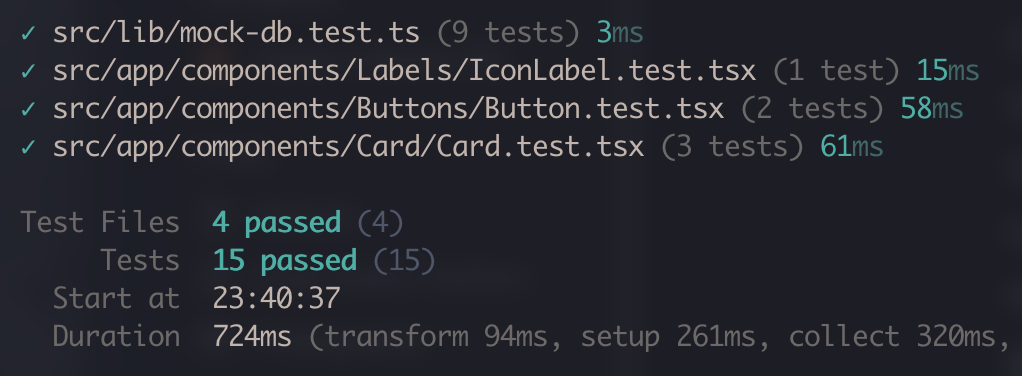 ✓ src/lib/mock-db.test.ts (9 tests) 3ms
✓ src/app/components/Labels/IconLabel.test.tsx (1 test) 15ms
✓ src/app/components/Buttons/Button.test.tsx (2 tests) 58ms
✓ src/app/components/Card/Card.test.tsx (3 tests) 61ms
Test Files 4 passed (4)
Tests 15 passed (15)
Start at 23:40:37
Duration 724ms (transform 94ms, setup 261ms, collect 320ms,